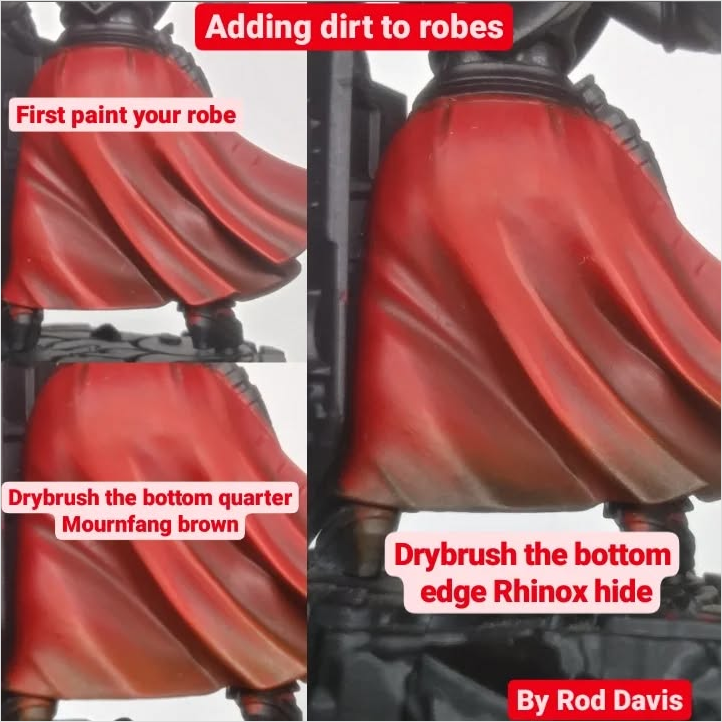 Adding dirt to robes
First paint your robe
Drybrush the bottom quarter
Mournfang brown
Drybrush the bottom
edge Rhinox hide
By Rod Davis